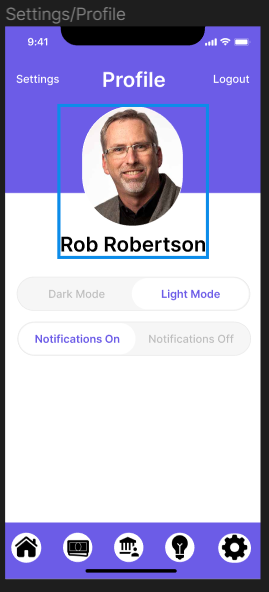 Settings/Profile
9:41
Settings Profile Logout
Rob Robertson
Dark Mode Light Mode
Notifications On Notifications Off